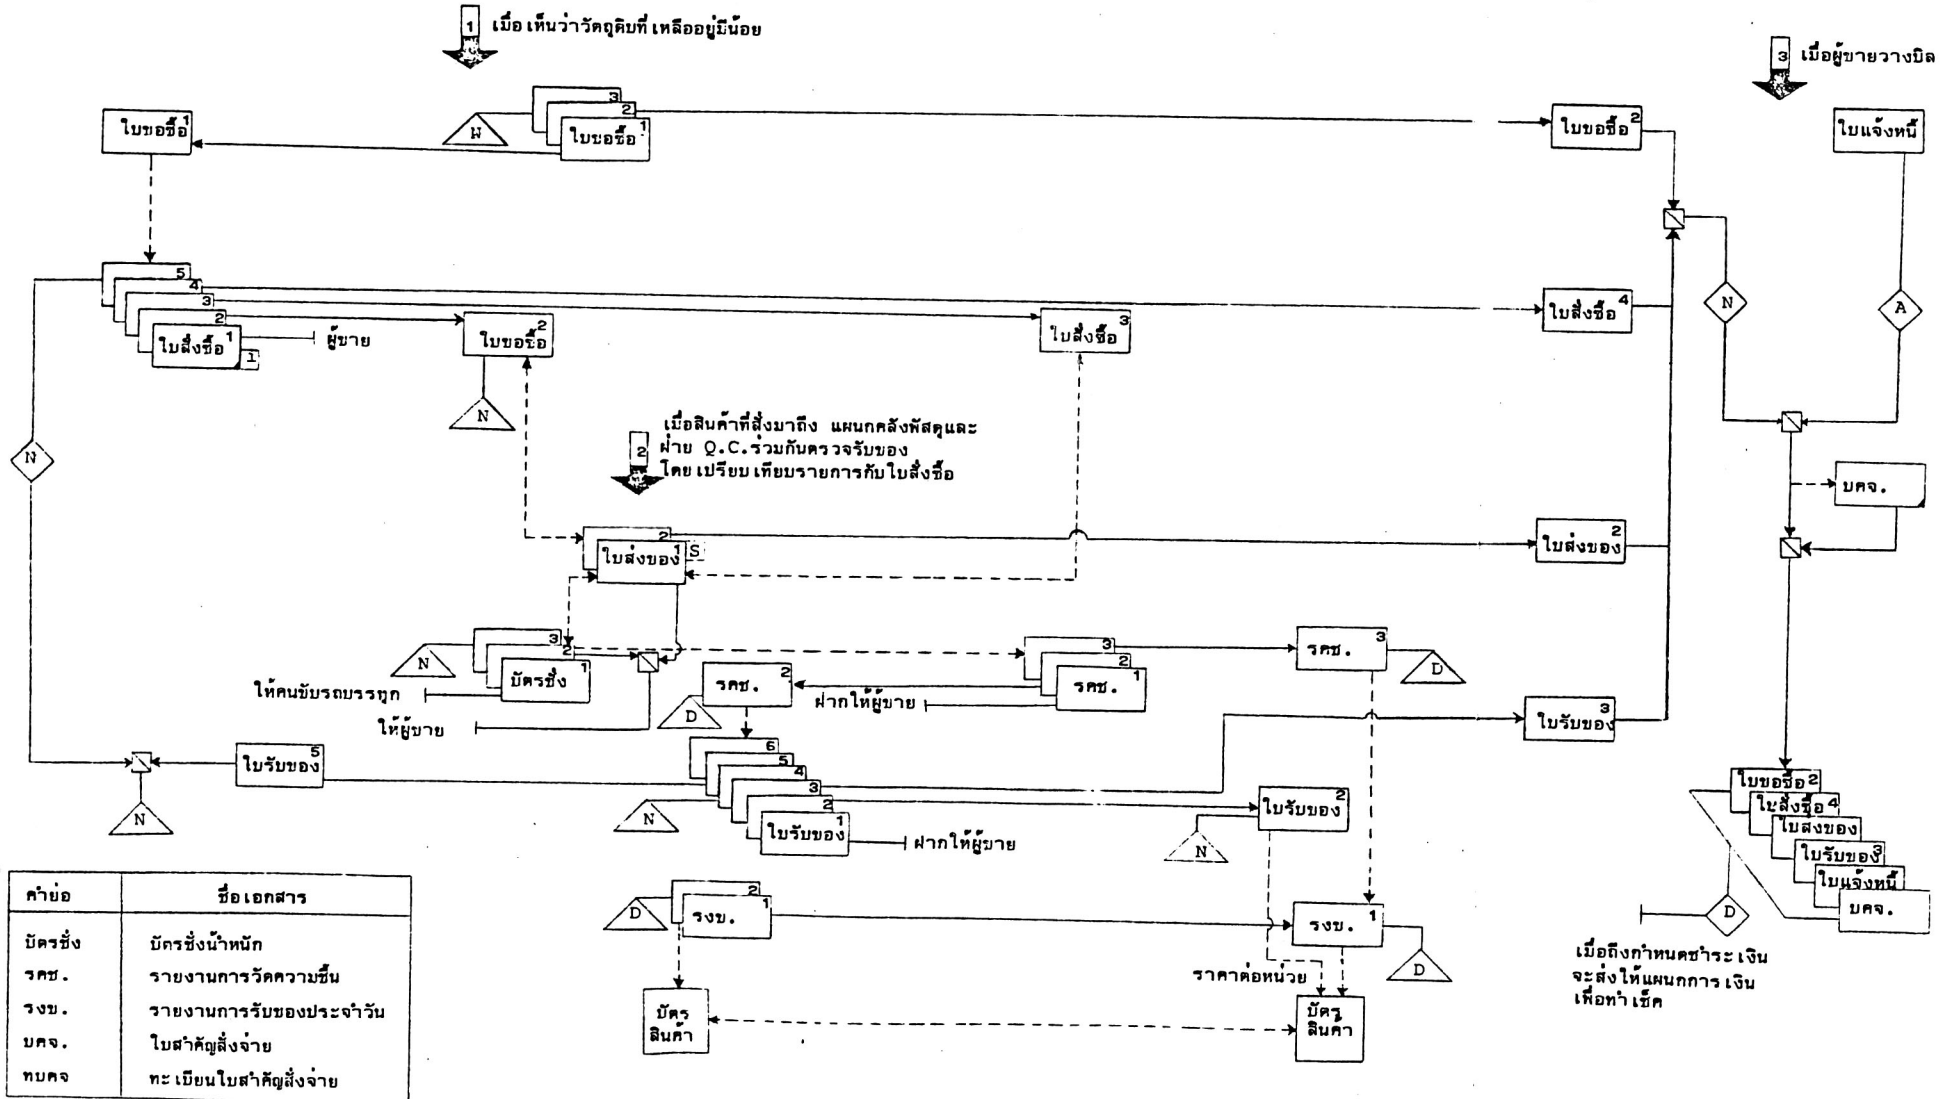 1 เมื่อเห็นว่าวัตถุดิบที่เหลืออยู่มีน้อย
3 เมื่อผู้ขายวางบิล
ใบขอซื้อ 1
N
3
2
ใบขอซื้อ 1
ใบขอซื้อ 2
ใบแจ้งหนี้
5
4
3
2
ใบสั่งซื้อ 1
1
ผู้ขาย
ใบขอซื้อ 2
N
ใบสั่งซื้อ 3
ใบสั่งซื้อ 4
N
A
N
2 เมื่อสินค้าที่สั่งมาถึง แผนกคลังพัสดุและ
ฝ่าย Q.C.ร่วมกันตรวจรับของ
โดยเปรียบเทียบรายการกับใบสั่งซื้อ
บคจ.
2
ใบส่งของ 1 S
ใบส่งของ 2
N
3
2
บัตรชั่ง 1
ให้คนขับรถบรรทุก
ให้ผู้ขาย
รคช. 2
D
ฝากให้ผู้ขาย
3
2
รคช. 1
รคช. 3
D
ใบรับของ 3
ใบรับของ 5
N
6
5
4
3
2
ใบรับของ 1
N
ฝากให้ผู้ขาย
ใบรับของ 2
N
ใบขอซื้อ 2
ใบสั่งซื้อ 4
ใบส่งของ
ใบรับของ 3
ใบแจ้งหนี้
บคจ.
D
เมื่อถึงกำหนดชำระเงิน
จะส่งให้แผนกการเงิน
เพื่อทำเช็ค
D
2
รงข. 1
รงข. 1
D
ราคาต่อหน่วย
บัตร
สินค้า
บัตร
สินค้า
คำย่อ ชื่อเอกสาร
บัตรชั่ง บัตรชั่งน้ำหนัก
รคช. รายงานการวัดความชื้น
รงข. รายงานการรับของประจำวัน
บคจ. ใบสำคัญสั่งจ่าย
ทบคจ ทะเบียนใบสำคัญสั่งจ่าย